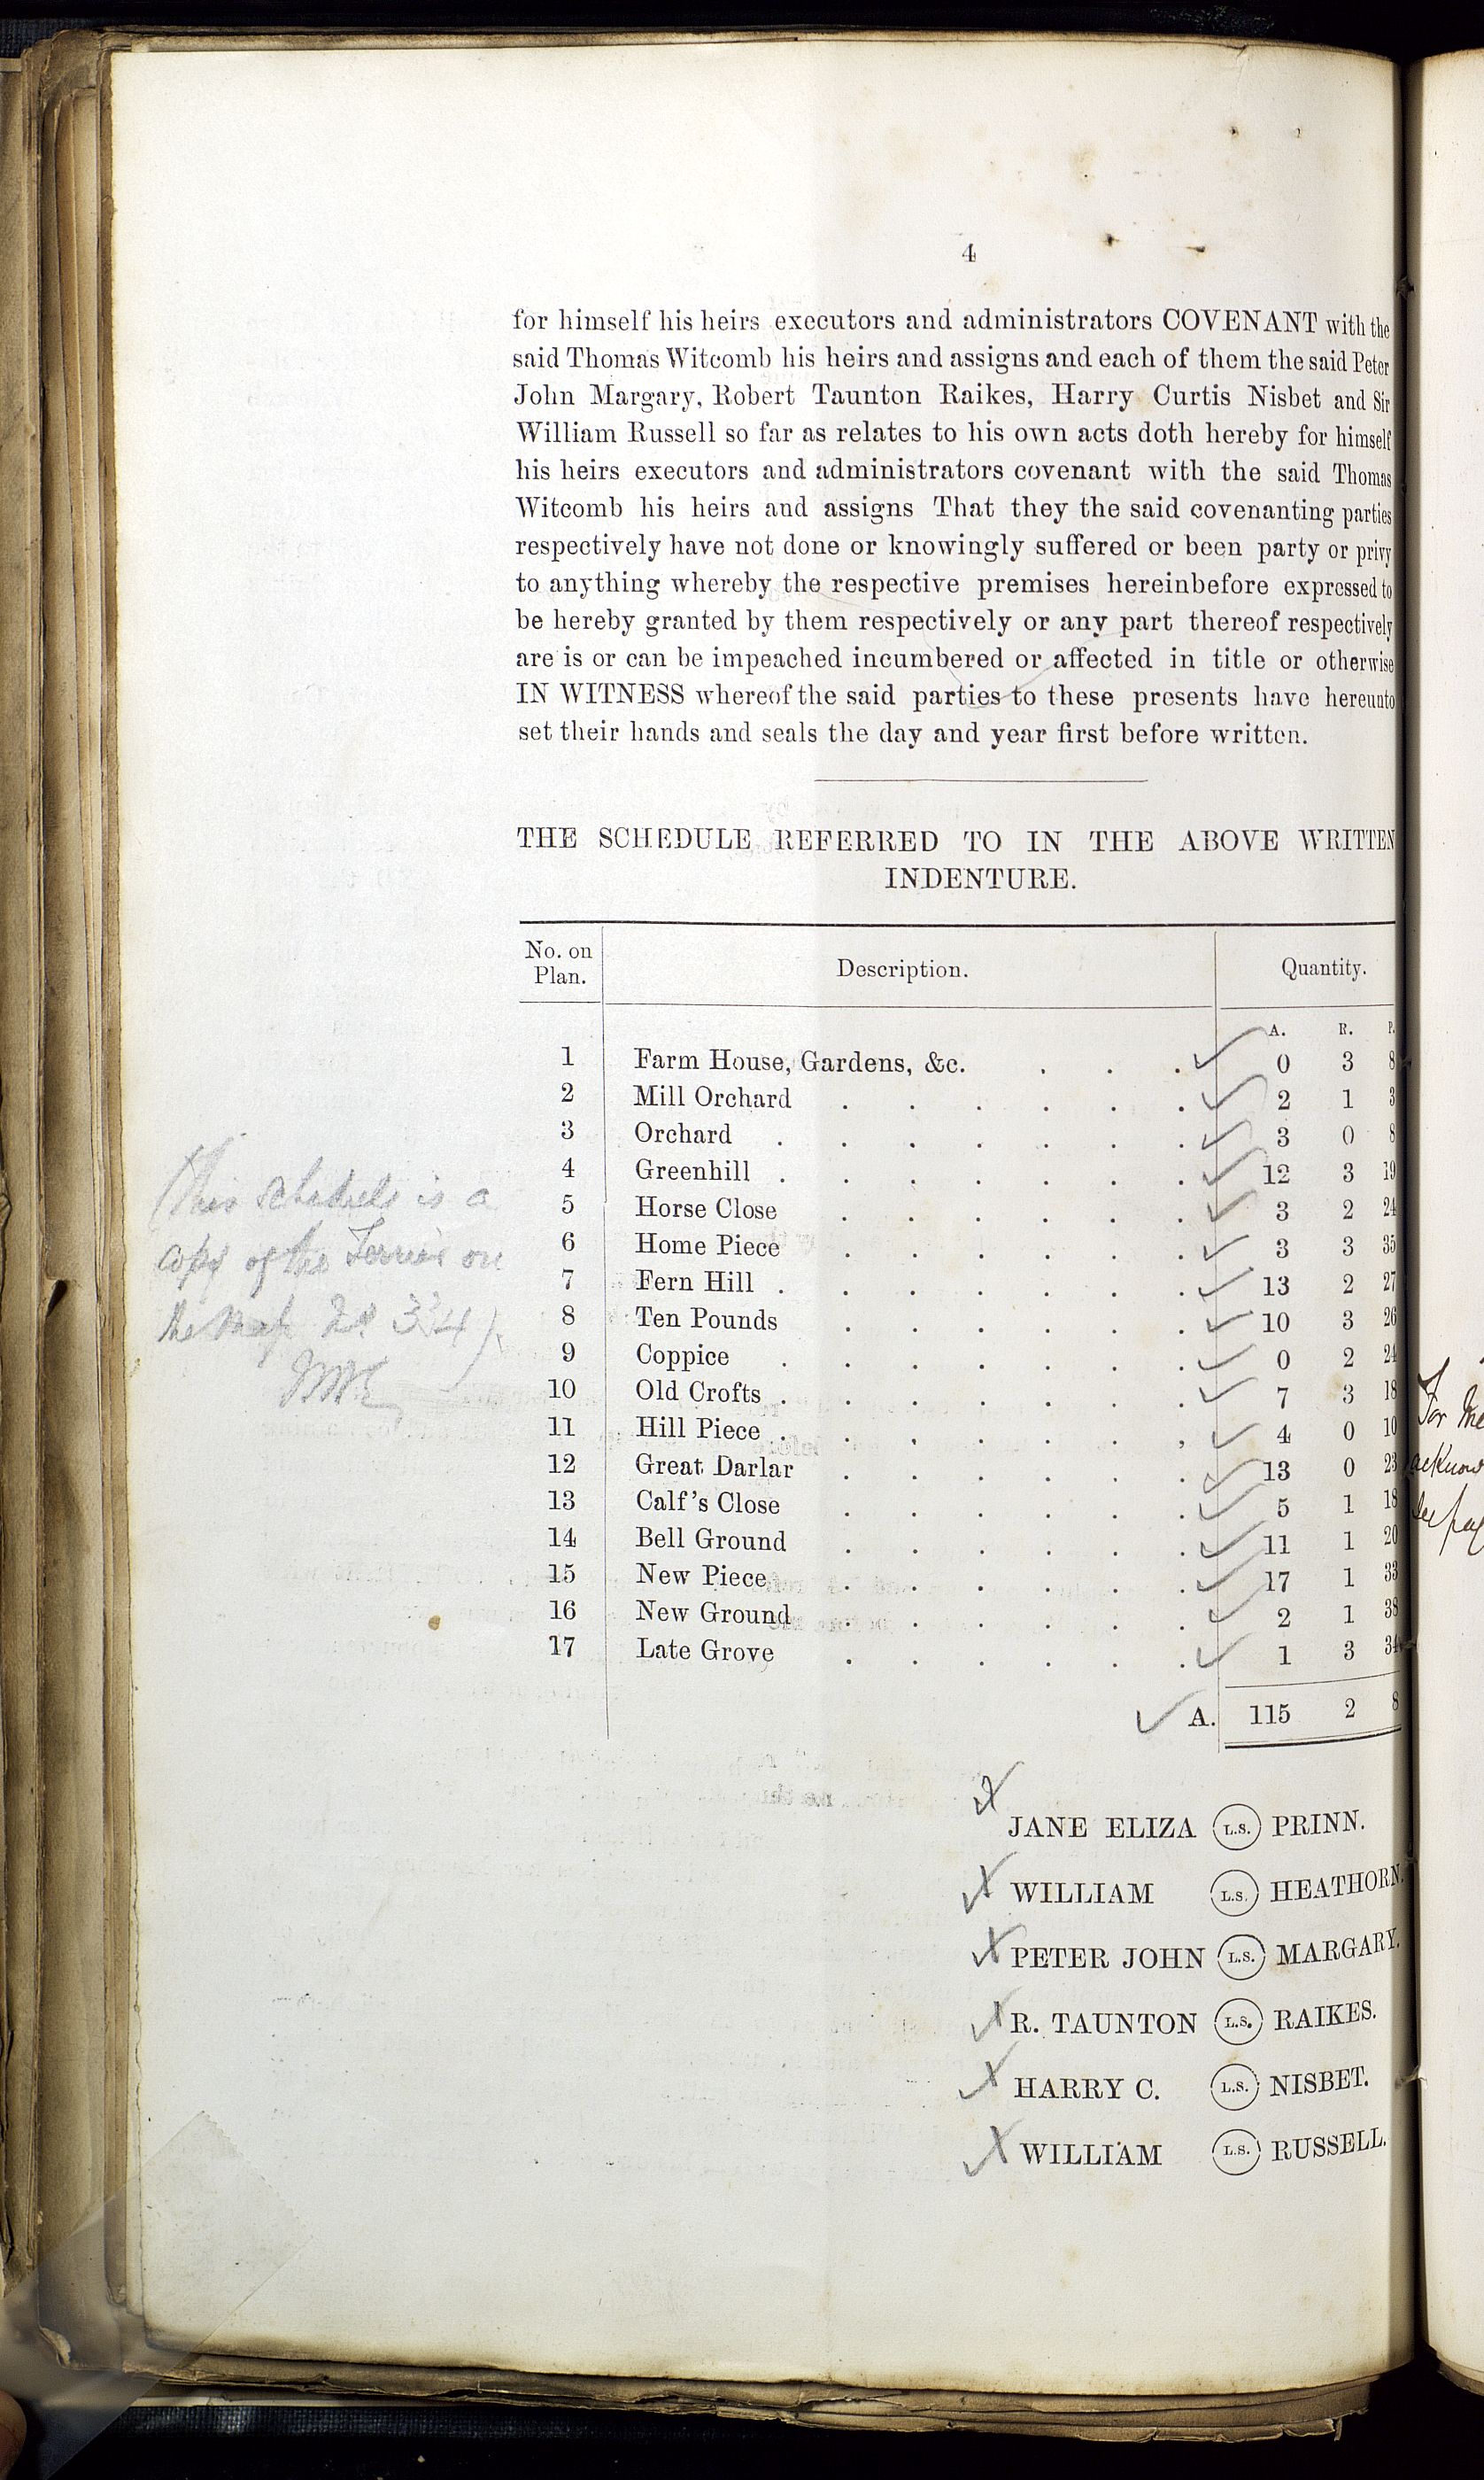 4
for himself his heirs executors and administrators COVENANT with the
said Thomas Witcomb his heirs and assigns and each of them the said Peter
John Margary, Robert Taunton Raikes, Harry Curtis Nisbet and Sir
William Russell so far as relates to his own acts doth hereby for himself
his heirs executors and administrators covenant with the said Thomas
Witcomb his heirs and assigns That they the said covenanting parties
respectively have not done or knowingly suffered or been party or privy
to anything whereby the respective premises hereinbefore expressed to
be hereby granted by them respectively or any part thereof respectively
are is or can be impeached incumbered or affected in title or otherwise
IN WITNESS whereof the said parties to these presents have hereunto
set their hands and seals the day and year first before written.
THE SCHEDULE REFERRED TO IN THE ABOVE WRITTEN
INDENTURE.
No. on Plan. Description. Quantity.
A. R. P.
1 Farm House, Gardens, &c. . . . 0 3 8
2 Mill Orchard . . . . . . 2 1 3
3 Orchard . . . . . . . 3 0 8
4 Greenhill . . . . . . . 12 3 19
5 Horse Close . . . . . . 3 2 24
6 Home Piece . . . . . . 3 3 35
7 Fern Hill . . . . . . . 13 2 27
8 Ten Pounds . . . . . . 10 3 26
9 Coppice . . . . . . . 0 2 24
10 Old Crofts . . . . . . . 7 3 18
11 Hill Piece . . . . . . . 4 0 10
12 Great Darlar . . . . . . 13 0 23
13 Calf's Close . . . . . . 5 1 18
14 Bell Ground . . . . . . 11 1 20
15 New Piece . . . . . . 17 1 33
16 New Ground . . . . . . 2 1 38
17 Late Grove . . . . . . 1 3 34
A. 115 2 8
(This schedule is a
copy of the Terrier on
the Map 334)
JANE ELIZA L.S. PRINN.
WILLIAM L.S. HEATHORN.
PETER JOHN L.S. MARGARY.
R. TAUNTON L.S. RAIKES.
HARRY C. L.S. NISBET.
WILLIAM L.S. RUSSELL.
For